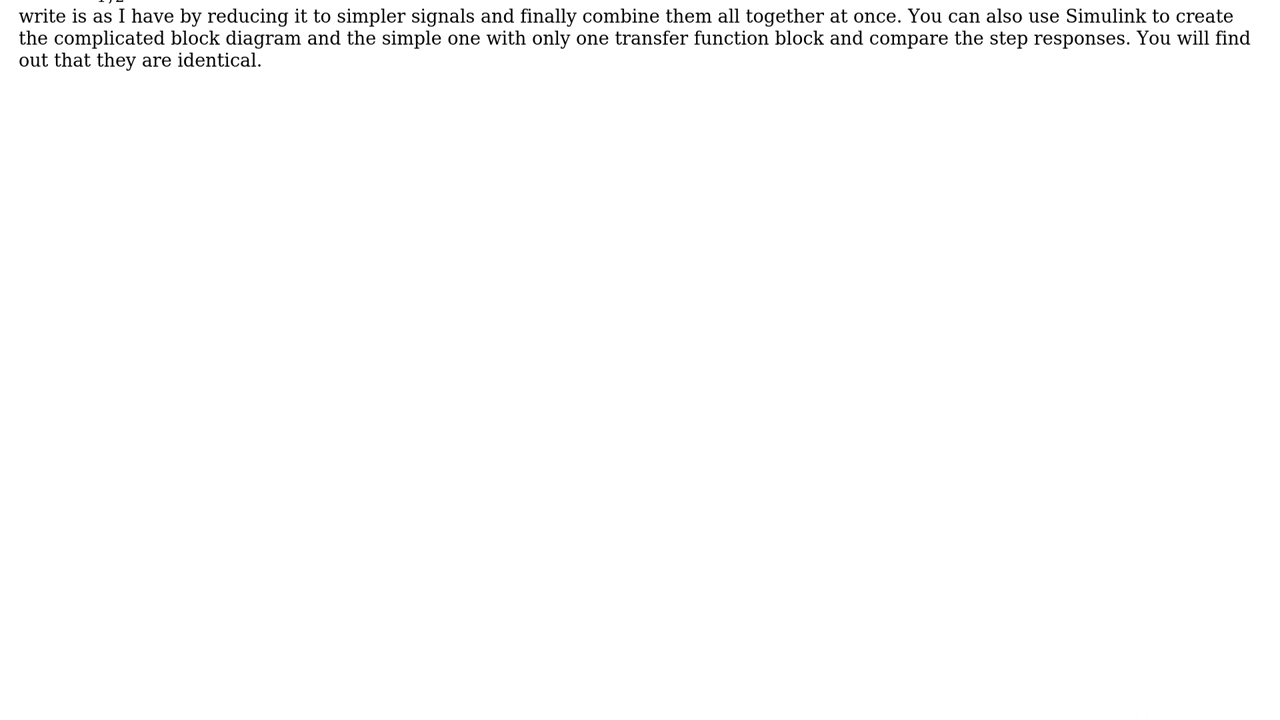 write is as I have by reducing it to simpler signals and finally combine them all together at once. You can also use Simulink to create
the complicated block diagram and the simple one with only one transfer function block and compare the step responses. You will find
out that they are identical.